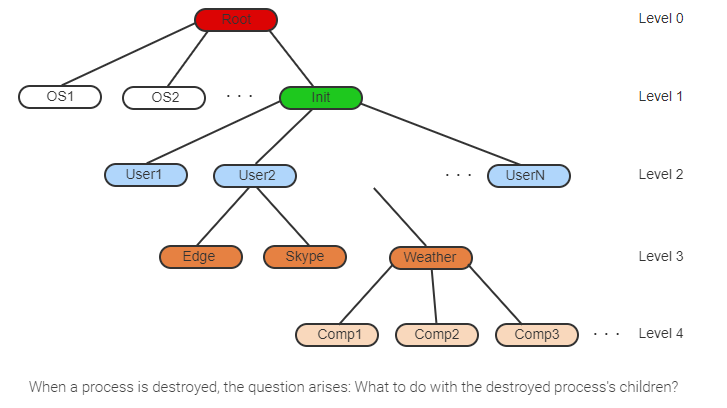 Root Level 0
OS1 OS2 . . . Init Level 1
User1 User2 . . . UserN Level 2
Edge Skype Weather Level 3
Comp1 Comp2 Comp3 . . . Level 4
When a process is destroyed, the question arises: What to do with the destroyed process's children?